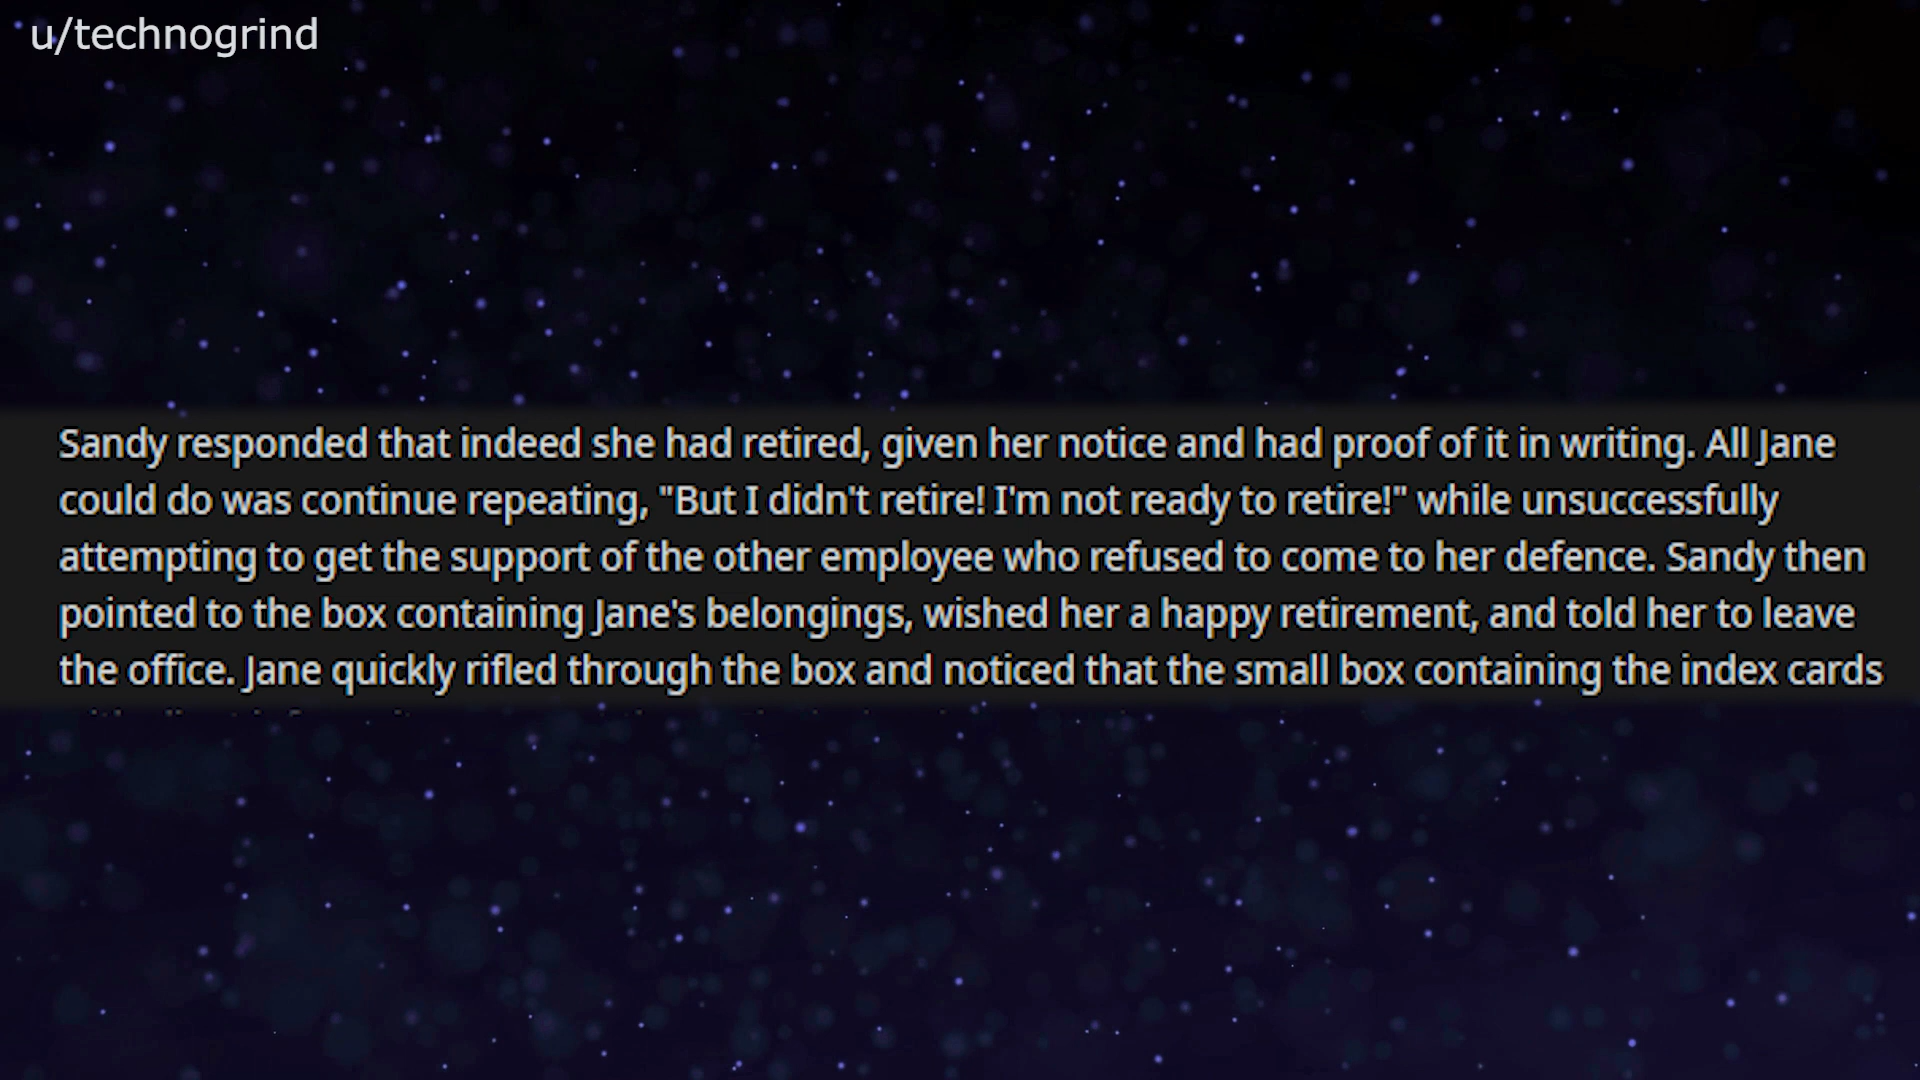 u/technogrind
Sandy responded that indeed she had retired, given her notice and had proof of it in writing. All Jane
could do was continue repeating, "But I didn't retire! I'm not ready to retire!" while unsuccessfully
attempting to get the support of the other employee who refused to come to her defence. Sandy then
pointed to the box containing Jane's belongings, wished her a happy retirement, and told her to leave
the office. Jane quickly rifled through the box and noticed that the small box containing the index cards